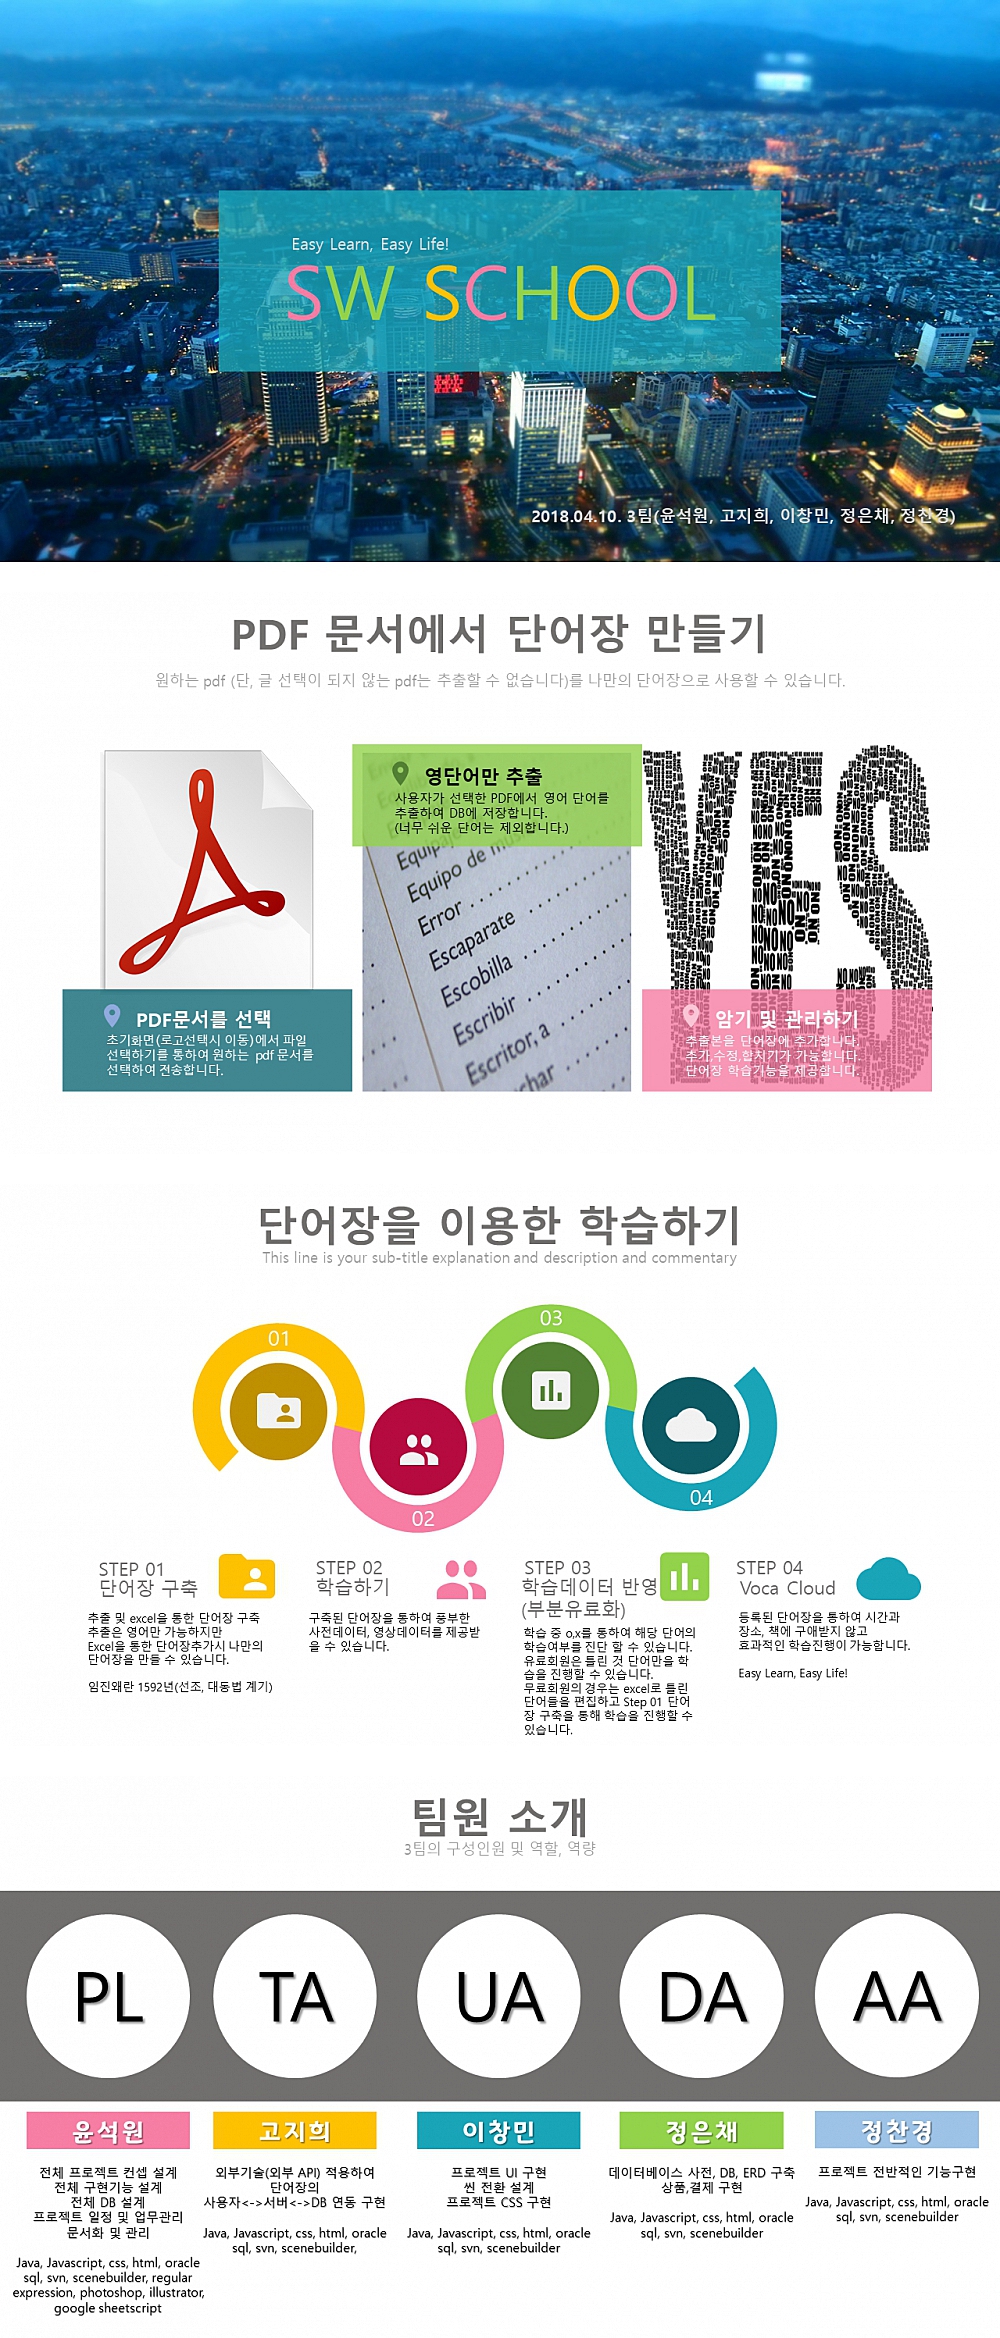 Easy Learn, Easy Life!
SW SCHOOL
2018.04.10. 3팀(윤석원, 고지희, 이창민, 정은채, 정찬경)
PDF 문서에서 단어장 만들기
원하는 pdf (단, 글 선택이 되지 않는 pdf는 추출할 수 없습니다)를 나만의 단어장으로 사용할 수 있습니다.
영단어만 추출
사용자가 선택한 PDF에서 영어 단어를
추출하여 DB에 저장합니다.
(너무 쉬운 단어는 제외합니다.)
Equipo de
Error
Escaparate
Escobilla
Escribir
Escritor, a
YES
PDF문서를 선택
초기화면(로고선택시 이동)에서 파일
선택하기를 통하여 원하는 pdf 문서를
선택하여 전송합니다.
암기 및 관리하기
추출본을 단어장에 추가합니다.
추가,수정,합치기가 가능합니다.
단어장 학습기능을 제공합니다.
단어장을 이용한 학습하기
This line is your sub-title explanation and description and commentary
01
02
03
04
STEP 01
단어장 구축
추출 및 excel을 통한 단어장 구축
추출은 영어만 가능하지만
Excel을 통한 단어장추가시 나만의
단어장을 만들 수 있습니다.
임진왜란 1592년(선조, 대동법 계기)
STEP 02
학습하기
구축된 단어장을 통하여 풍부한
사전데이터, 영상데이터를 제공받
을 수 있습니다.
STEP 03
학습데이터 반영
(부분유료화)
학습 중 o,x를 통하여 해당 단어의
학습여부를 진단 할 수 있습니다.
유료회원은 틀린 것 단어만을 학
습을 진행할 수 있습니다.
무료회원의 경우는 excel로 틀린
단어들을 편집하고 Step 01 단어
장 구축을 통해 학습을 진행할 수
있습니다.
STEP 04
Voca Cloud
등록된 단어장을 통하여 시간과
장소, 책에 구애받지 않고
효과적인 학습진행이 가능합니다.
Easy Learn, Easy Life!
팀원 소개
3팀의 구성인원 및 역할, 역량
PL
TA
UA
DA
AA
윤석원
전체 프로젝트 컨셉 설계
전체 구현기능 설계
전체 DB 설계
프로젝트 일정 및 업무관리
문서화 및 관리
Java, Javascript, css, html, oracle
sql, svn, scenebuilder, regular
expression, photoshop, illustrator,
google sheetscript
고지희
외부기술(외부 API) 적용하여
단어장의
사용자<->서버<->DB 연동 구현
Java, Javascript, css, html, oracle
sql, svn, scenebuilder,
이창민
프로젝트 UI 구현
씬 전환 설계
프로젝트 CSS 구현
Java, Javascript, css, html, oracle
sql, svn, scenebuilder
정은채
데이터베이스 사전, DB, ERD 구축
상품,결제 구현
Java, Javascript, css, html, oracle
sql, svn, scenebuilder
정찬경
프로젝트 전반적인 기능구현
Java, Javascript, css, html, oracle
sql, svn, scenebuilder